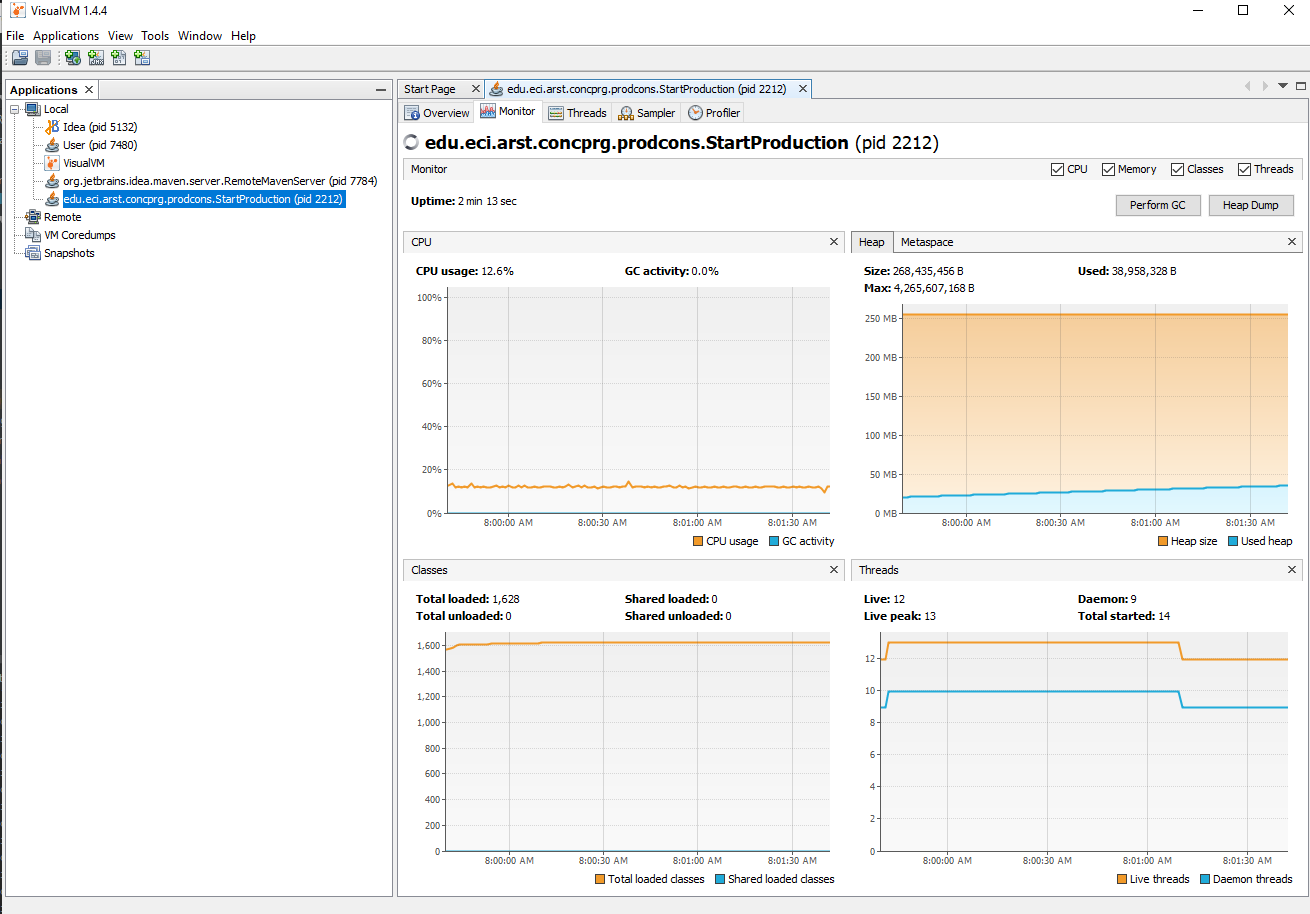 VisualVM 1.4.4
File Applications View Tools Window Help
Applications
Local
Idea (pid 5132)
User (pid 7480)
VisualVM
org.jetbrains.idea.maven.server.RemoteMavenServer (pid 7784)
edu.eci.arst.concprg.prodcons.StartProduction (pid 2212)
Remote
VM Coredumps
Snapshots
Start Page edu.eci.arst.concprg.prodcons.StartProduction (pid 2212)
Overview Monitor Threads Sampler Profiler
edu.eci.arst.concprg.prodcons.StartProduction (pid 2212)
Monitor CPU Memory Classes Threads
Uptime: 2 min 13 sec Perform GC Heap Dump
CPU
CPU usage: 12.6% GC activity: 0.0%
100%
80%
60%
40%
20%
0%
8:00:00 AM 8:00:30 AM 8:01:00 AM 8:01:30 AM
CPU usage GC activity
Heap Metaspace
Size: 268,435,456 B Used: 38,958,328 B
Max: 4,265,607,168 B
250 MB
200 MB
150 MB
100 MB
50 MB
0 MB
8:00:00 AM 8:00:30 AM 8:01:00 AM 8:01:30 AM
Heap size Used heap
Classes
Total loaded: 1,628 Shared loaded: 0
Total unloaded: 0 Shared unloaded: 0
1,600
1,400
1,200
1,000
800
600
400
200
0
8:00:00 AM 8:00:30 AM 8:01:00 AM 8:01:30 AM
Total loaded classes Shared loaded classes
Threads
Live: 12 Daemon: 9
Live peak: 13 Total started: 14
12
10
8
6
4
2
0
8:00:00 AM 8:00:30 AM 8:01:00 AM 8:01:30 AM
Live threads Daemon threads